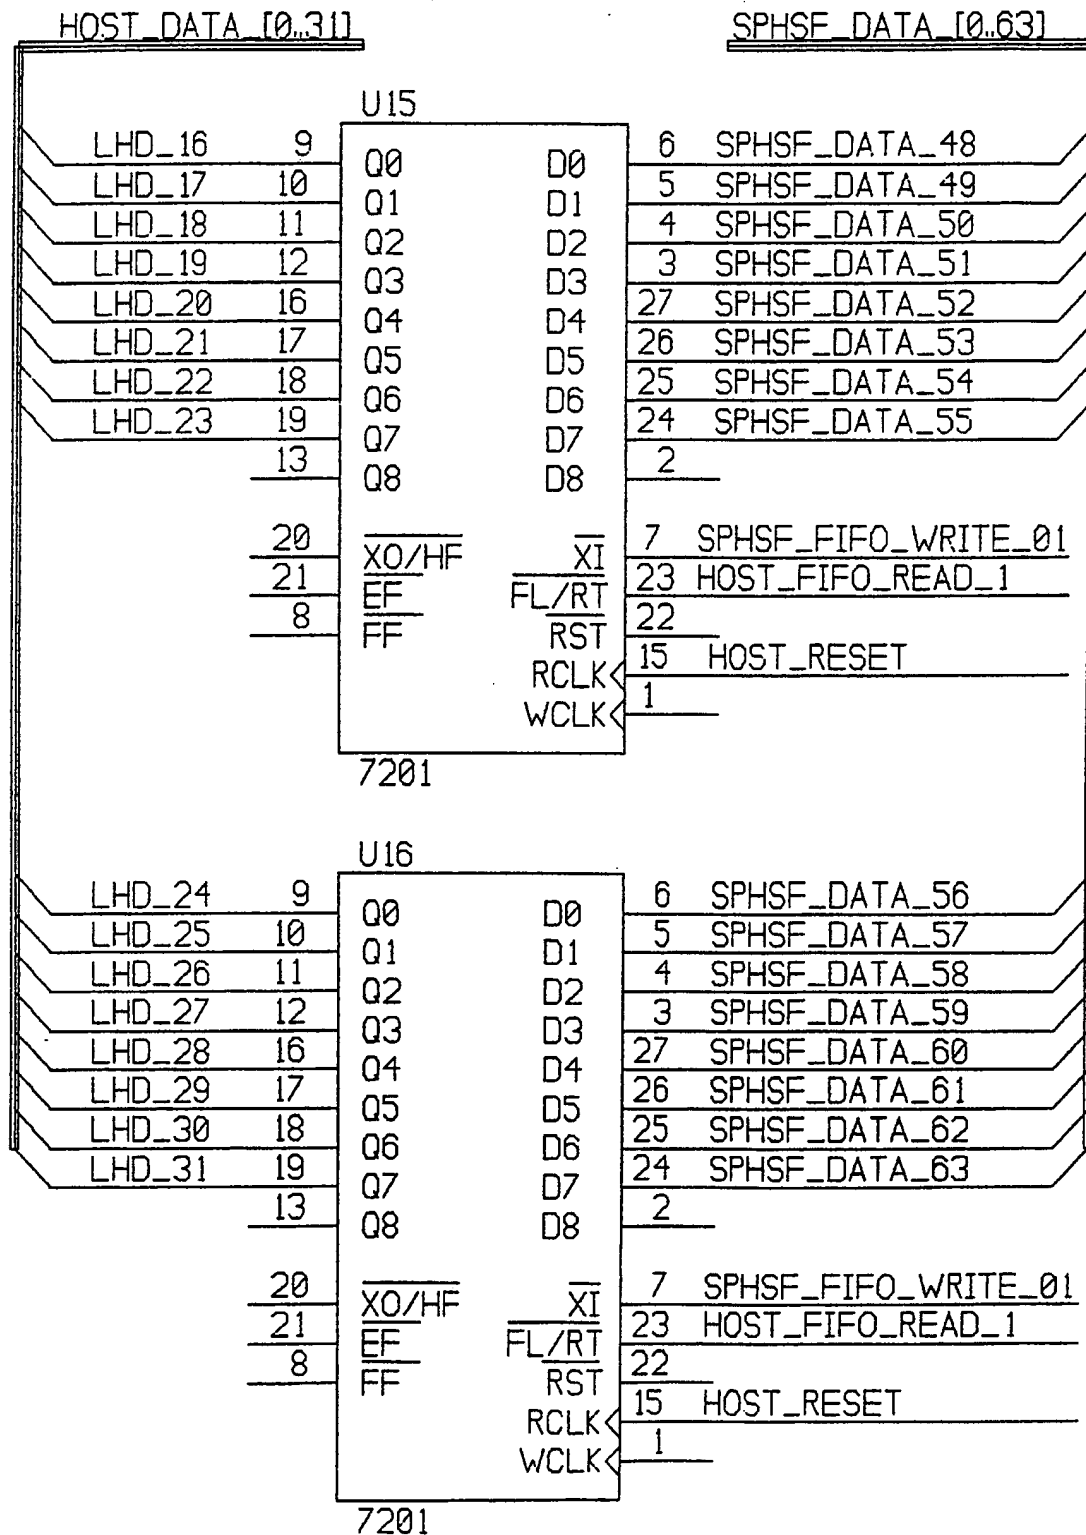 HOST_DATA_[0..31] SPHSF_DATA_[0..63]
U15
LHD_16 9 Q0 D0 6 SPHSF_DATA_48
LHD_17 10 Q1 D1 5 SPHSF_DATA_49
LHD_18 11 Q2 D2 4 SPHSF_DATA_50
LHD_19 12 Q3 D3 3 SPHSF_DATA_51
LHD_20 16 Q4 D4 27 SPHSF_DATA_52
LHD_21 17 Q5 D5 26 SPHSF_DATA_53
LHD_22 18 Q6 D6 25 SPHSF_DATA_54
LHD_23 19 Q7 D7 24 SPHSF_DATA_55
13 Q8 D8 2
20 XO/HF XI 7 SPHSF_FIFO_WRITE_01
21 EF FL/RT 23 HOST_FIFO_READ_1
8 FF RST 22
RCLK 15 HOST_RESET
WCLK 1
7201
U16
LHD_24 9 Q0 D0 6 SPHSF_DATA_56
LHD_25 10 Q1 D1 5 SPHSF_DATA_57
LHD_26 11 Q2 D2 4 SPHSF_DATA_58
LHD_27 12 Q3 D3 3 SPHSF_DATA_59
LHD_28 16 Q4 D4 27 SPHSF_DATA_60
LHD_29 17 Q5 D5 26 SPHSF_DATA_61
LHD_30 18 Q6 D6 25 SPHSF_DATA_62
LHD_31 19 Q7 D7 24 SPHSF_DATA_63
13 Q8 D8 2
20 XO/HF XI 7 SPHSF_FIFO_WRITE_01
21 EF FL/RT 23 HOST_FIFO_READ_1
8 FF RST 22
RCLK 15 HOST_RESET
WCLK 1
7201